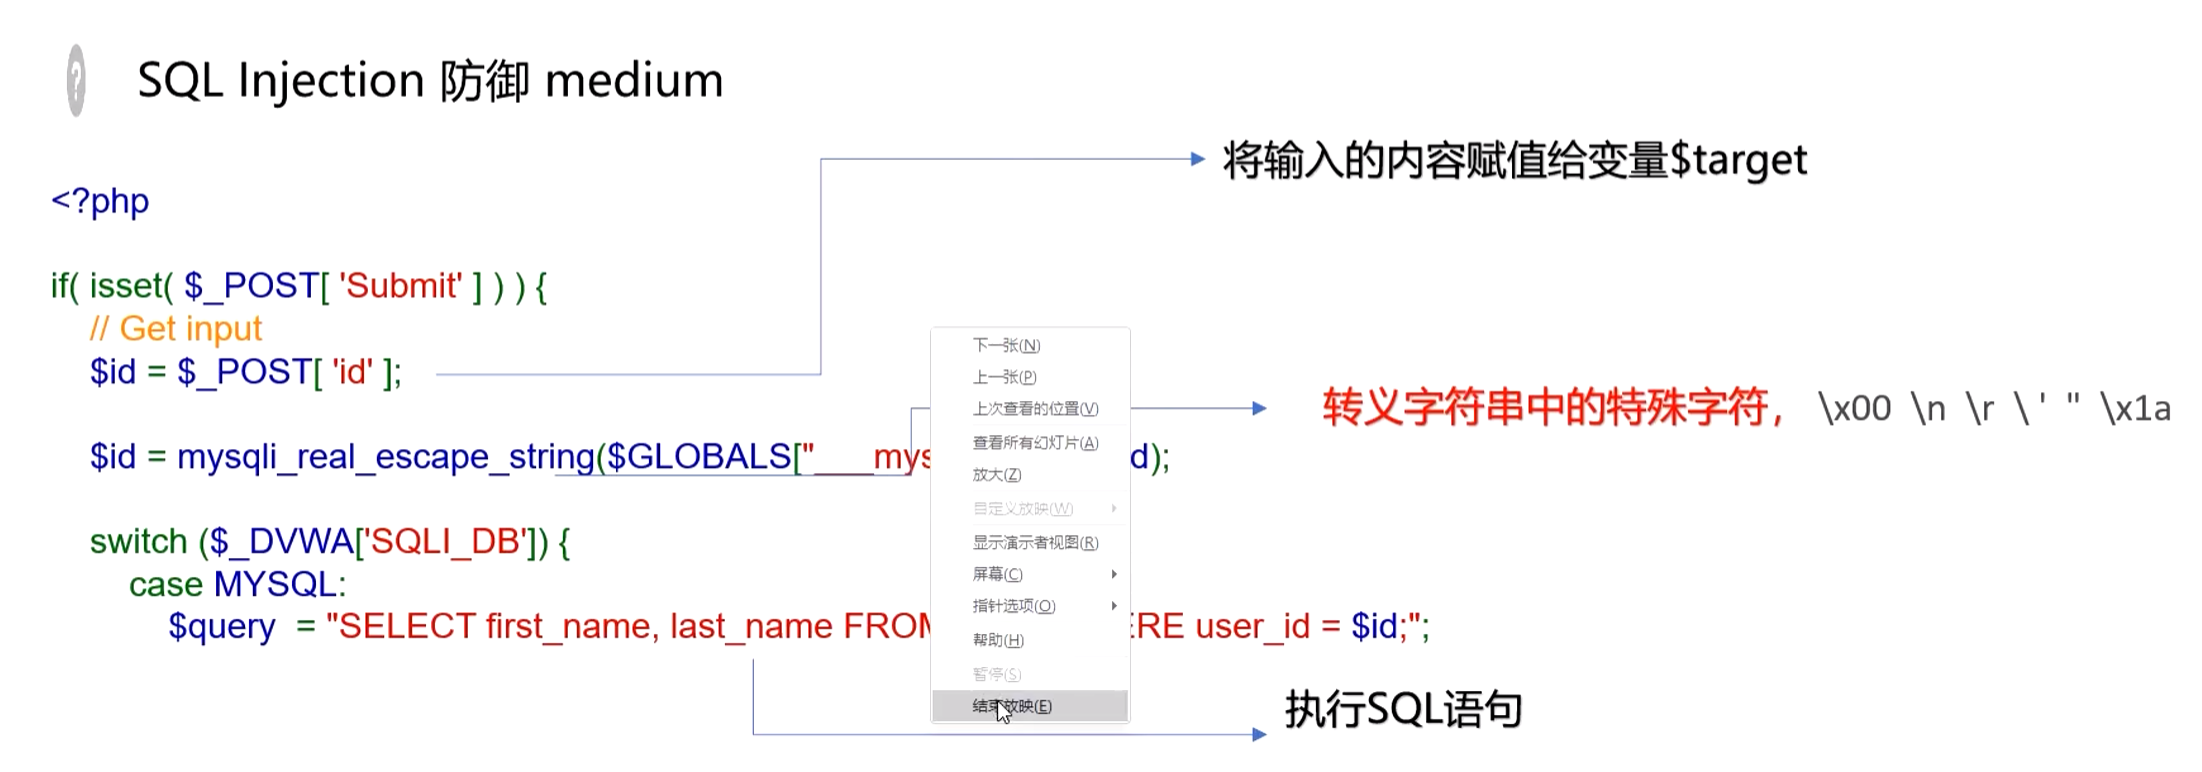 ?
SQL Injection 防御 medium
将输入的内容赋值给变量$target
<?php
if( isset( $_POST[ 'Submit' ] ) ) {
// Get input
$id = $_POST[ 'id' ];
转义字符串中的特殊字符， \x00 \n \r \ ' " \x1a
$id = mysqli_real_escape_string($GLOBALS["___mys d);
switch ($_DVWA['SQLI_DB']) {
case MYSQL:
$query = "SELECT first_name, last_name FROM ERE user_id = $id;";
执行SQL语句
下一张(N)
上一张(P)
上次查看的位置(V)
查看所有幻灯片(A)
放大(Z)
自定义放映(W)
显示演示者视图(R)
屏幕(C)
指针选项(O)
帮助(H)
暂停(S)
结束放映(E)